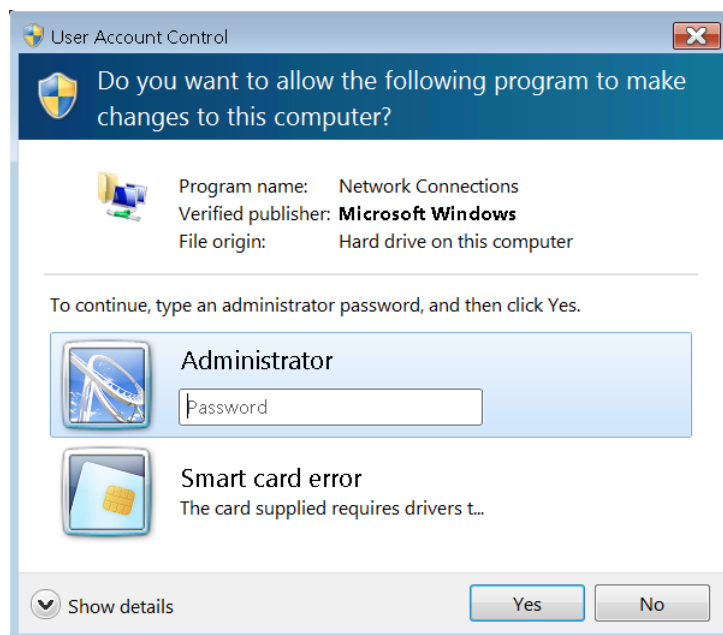 User Account Control
Do you want to allow the following program to make
changes to this computer?
Program name: Network Connections
Verified publisher: Microsoft Windows
File origin: Hard drive on this computer
To continue, type an administrator password, and then click Yes.
Administrator
Password
Smart card error
The card supplied requires drivers t...
Show details
Yes
No